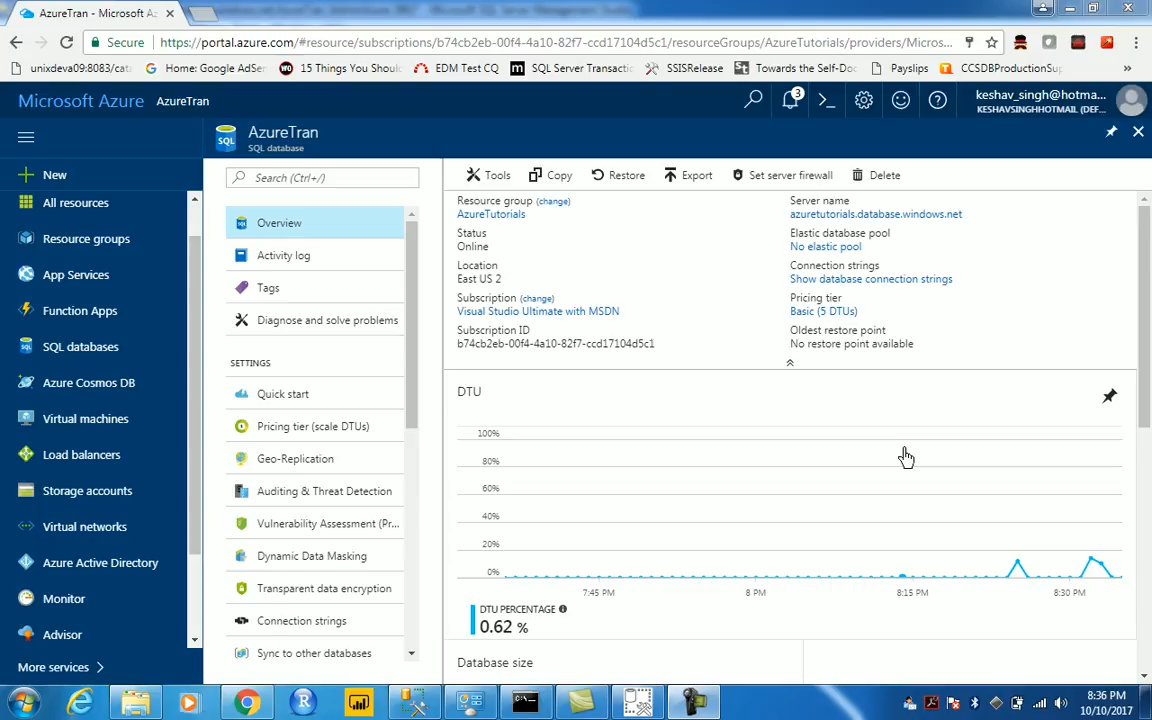 AzureTran - Microsoft Az
Secure
https://portal.azure.com/#resource/subscriptions/b74cb2eb-00f4-4a10-82f7-ccd17104d5c1/resourceGroups/AzureTutorials/providers/Micros...
unixdeva09:8083/cata
Home: Google AdSen
15 Things You Should
EDM Test CQ
SQL Server Transactio
SSISRelease
Towards the Self-Doc
Payslips
CCSDBProductionSup
»
Microsoft Azure
AzureTran
3
keshav_singh@hotma...
KESHAVSINGHHOTMAIL (DEF...
AzureTran
SQL database
New
All resources
Resource groups
App Services
Function Apps
SQL databases
Azure Cosmos DB
Virtual machines
Load balancers
Storage accounts
Virtual networks
Azure Active Directory
Monitor
Advisor
More services
Search (Ctrl+/)
Overview
Activity log
Tags
Diagnose and solve problems
SETTINGS
Quick start
Pricing tier (scale DTUs)
Geo-Replication
Auditing & Threat Detection
Vulnerability Assessment (Pr...
Dynamic Data Masking
Transparent data encryption
Connection strings
Sync to other databases
Tools
Copy
Restore
Export
Set server firewall
Delete
Resource group (change)
AzureTutorials
Status
Online
Location
East US 2
Subscription (change)
Visual Studio Ultimate with MSDN
Subscription ID
b74cb2eb-00f4-4a10-82f7-ccd17104d5c1
Server name
azuretutorials.database.windows.net
Elastic database pool
No elastic pool
Connection strings
Show database connection strings
Pricing tier
Basic (5 DTUs)
Oldest restore point
No restore point available
DTU
100%
80%
60%
40%
20%
0%
7:45 PM
8 PM
8:15 PM
8:30 PM
DTU PERCENTAGE
0.62 %
Database size
8:36 PM
10/10/2017